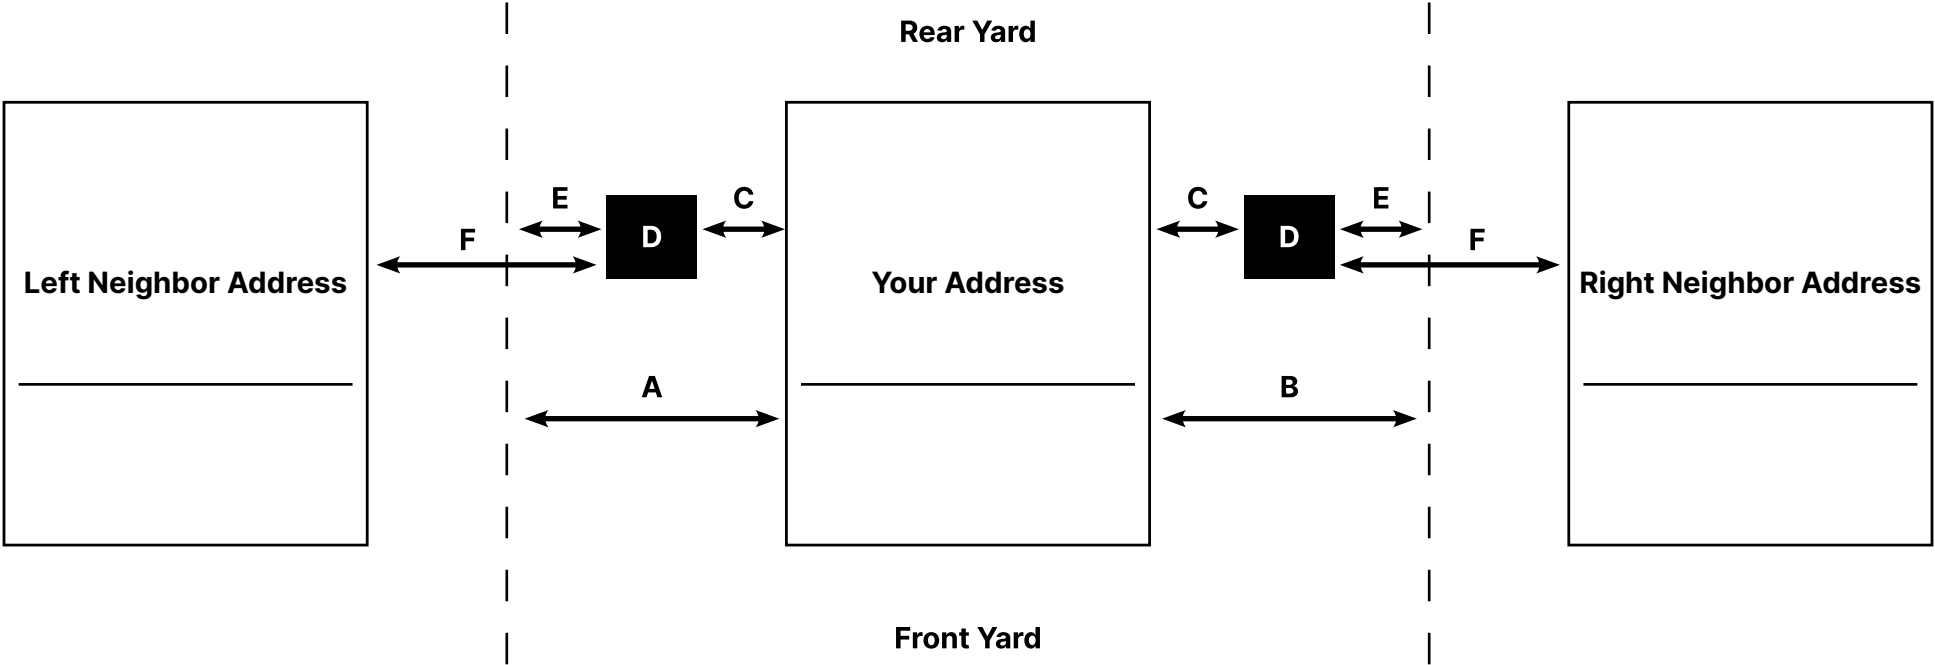 Rear Yard
E
C
C
E
F
D
D
F
Left Neighbor Address
Your Address
Right Neighbor Address
A
B
Front Yard